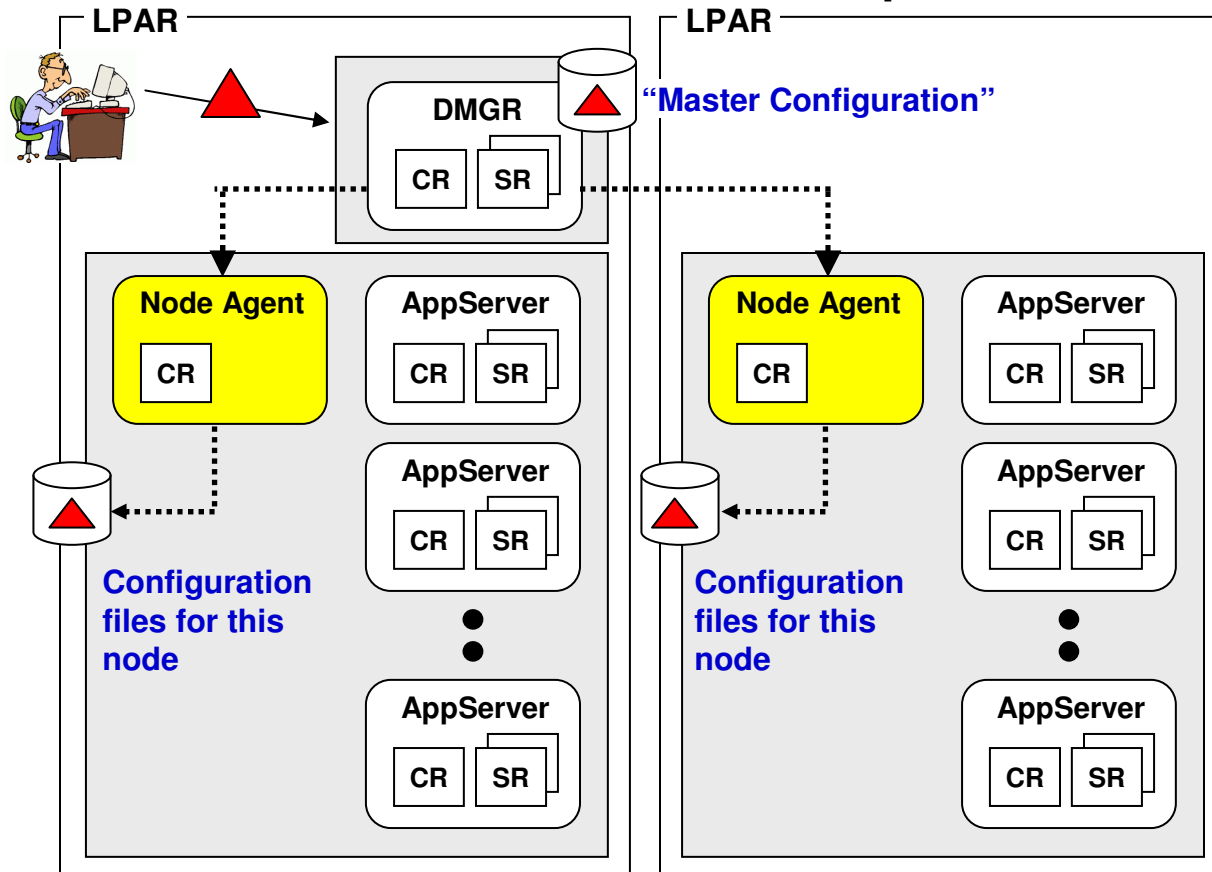 LPAR
DMGR
CR
SR
“Master Configuration”
Node Agent
CR
AppServer
CR
SR
AppServer
CR
SR
AppServer
CR
SR
Configuration
files for this
node
LPAR
Node Agent
CR
AppServer
CR
SR
AppServer
CR
SR
AppServer
CR
SR
Configuration
files for this
node